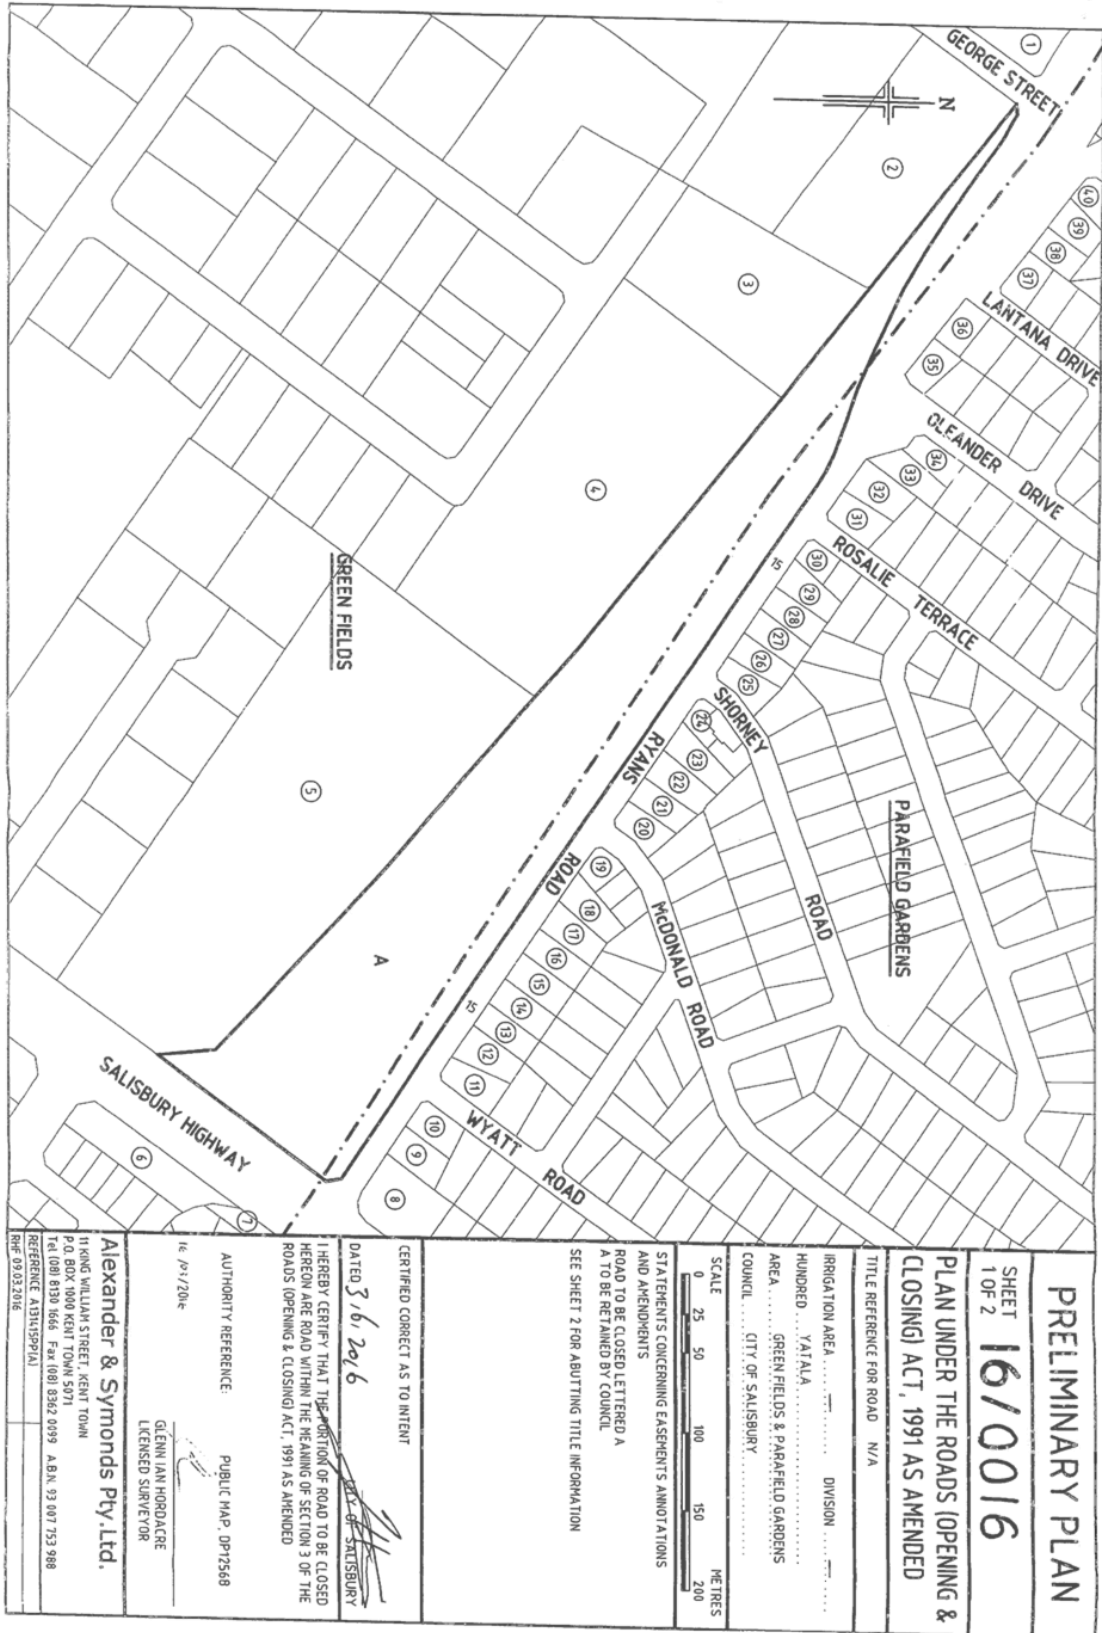 PRELIMINARY PLAN
SHEET
1 OF 2
16/0016
PLAN UNDER THE ROADS (OPENING &
CLOSING) ACT, 1991 AS AMENDED
TITLE REFERENCE FOR ROAD N/A
IRRIGATION AREA DIVISION
HUNDRED YATALA
AREA GREEN FIELDS & PARAFIELD GARDENS
COUNCIL CITY OF SALISBURY
SCALE METRES
0 25 50 100 150 200
STATEMENTS CONCERNING EASEMENTS ANNOTATIONS
AND AMENDMENTS
ROAD TO BE CLOSED LETTERED A
A TO BE RETAINED BY COUNCIL
SEE SHEET 2 FOR ABUTTING TITLE INFORMATION
CERTIFIED CORRECT AS TO INTENT
DATED 3/6/2016
CITY OF SALISBURY
I HEREBY CERTIFY THAT THE PORTION OF ROAD TO BE CLOSED
HEREON ARE ROAD WITHIN THE MEANING OF SECTION 3 OF THE
ROADS (OPENING & CLOSING) ACT, 1991 AS AMENDED
AUTHORITY REFERENCE: PUBLIC MAP, DP12568
GLENN IAN HORDACRE
LICENSED SURVEYOR
Alexander & Symonds Pty.Ltd.
11 KING WILLIAM STREET, KENT TOWN
P.O. BOX 1000 KENT TOWN 5071
Tel (08) 8130 1666 Fax (08) 8362 0099 A.B.N. 93 007 753 988
REFERENCE A131415PP(A)
RHF 09.03.2016
GEORGE STREET
N
LANTANA DRIVE
OLEANDER DRIVE
ROSALIE TERRACE
SHORNEY ROAD
PARAFIELD GARDENS
RYANS ROAD
McDONALD ROAD
WYATT ROAD
GREEN FIELDS
SALISBURY HIGHWAY
A
15
15
1
2
3
4
5
6
7
8
9
10
11
12
13
14
15
16
17
18
19
20
21
22
23
24
25
26
27
28
29
30
31
32
33
34
35
36
37
38
39
40